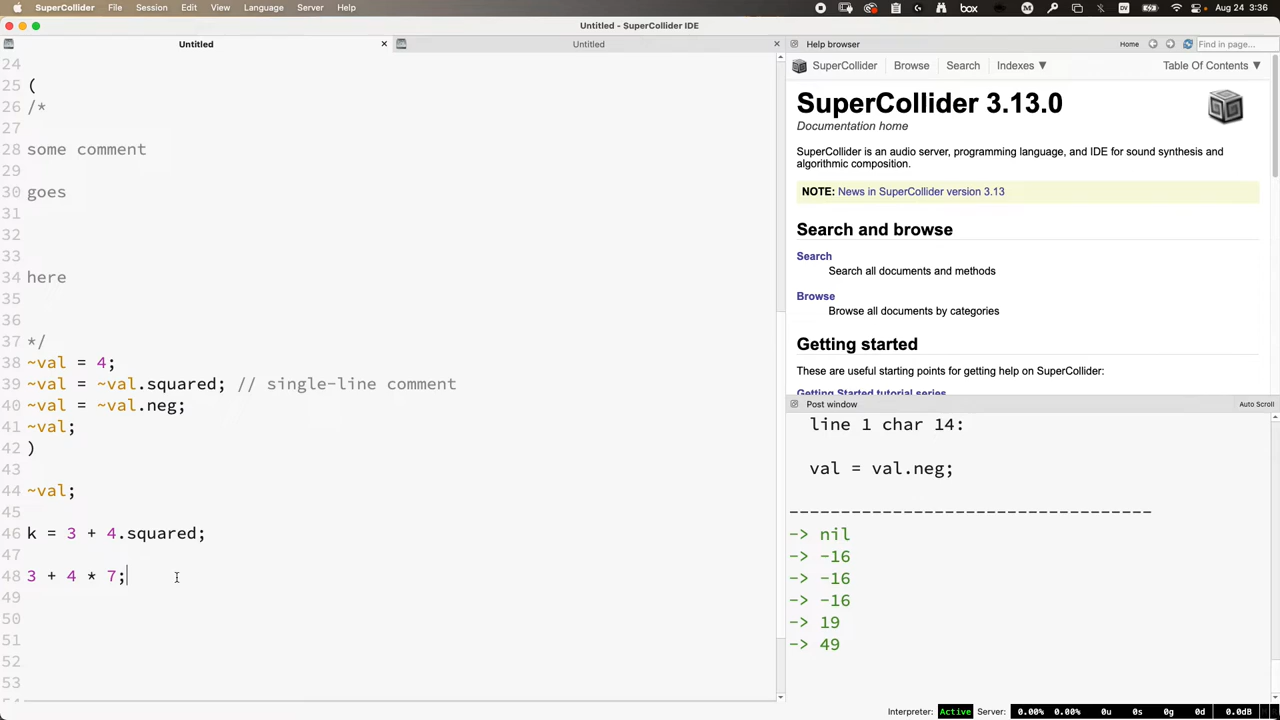 SuperCollider File Session Edit View Language Server Help
DV
Aug 24 3:36
Untitled - SuperCollider IDE
Untitled
Untitled
24
25 (
26 /*
27
28 some comment
29
30 goes
31
32
33
34 here
35
36
37 */
38 ~val = 4;
39 ~val = ~val.squared; // single-line comment
40 ~val = ~val.neg;
41 ~val;
42 )
43
44 ~val;
45
46 k = 3 + 4.squared;
47
48 3 + 4 * 7;
49
50
51
52
53
Help browser
Home
Find in page...
SuperCollider Browse Search Indexes ▼ Table Of Contents ▼
SuperCollider 3.13.0
Documentation home
SuperCollider is an audio server, programming language, and IDE for sound synthesis and
algorithmic composition.
NOTE: News in SuperCollider version 3.13
Search and browse
Search
Search all documents and methods
Browse
Browse all documents by categories
Getting started
These are useful starting points for getting help on SuperCollider:
Getting Started tutorial series
Post window
Auto Scroll
line 1 char 14:
val = val.neg;
-----------------------------------
-> nil
-> -16
-> -16
-> -16
-> 19
-> 49
Interpreter: Active Server: 0.00% 0.00% 0u 0s 0g 0d 0.0dB